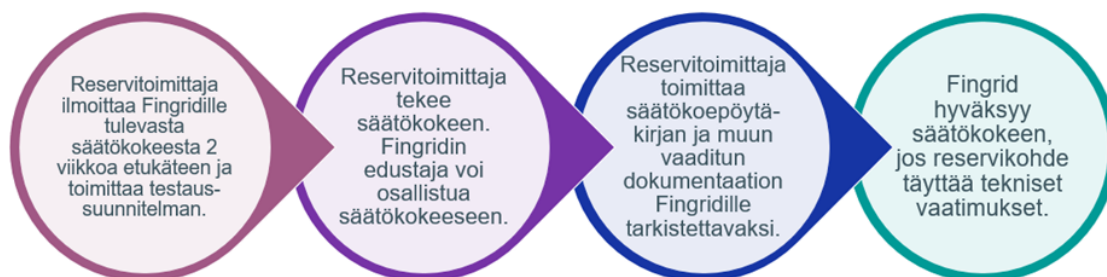 Reservitoimittaja
ilmoittaa Fingridille
tulevasta
säätökokeesta 2
viikkoa etukäteen ja
toimittaa testaus-
suunnitelman.
Reservitoimittaja
tekee
säätökokeen.
Fingridin
edustaja voi
osallistua
säätökokeeseen.
Reservitoimittaja
toimittaa
säätökoepöytä-
kirjan ja muun
vaaditun
dokumentaation
Fingridille
tarkistettavaksi.
Fingrid
hyväksyy
säätökokeen,
jos reservikohde
täyttää tekniset
vaatimukset.